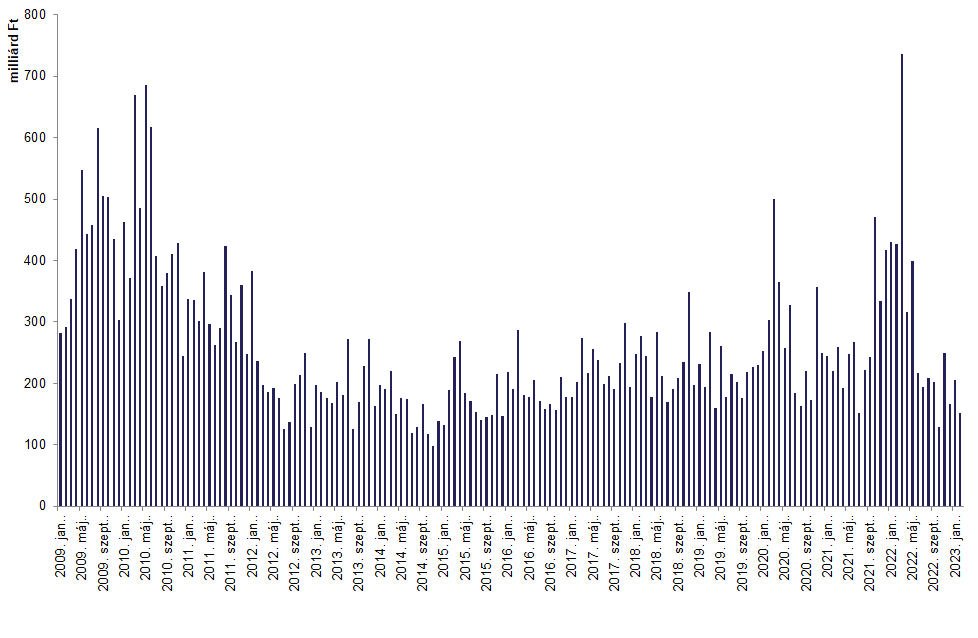 milliárd Ft
800
700
600
500
400
300
200
100
0
2009. jan..
2009. máj..
2009. szept..
2010. jan..
2010. máj..
2010. szept..
2011. jan..
2011. máj..
2011. szept..
2012. jan..
2012. máj..
2012. szept..
2013. jan..
2013. máj..
2013. szept..
2014. jan..
2014. máj..
2014. szept..
2015. jan..
2015. máj..
2015. szept..
2016. jan..
2016. máj..
2016. szept..
2017. jan..
2017. máj..
2017. szept..
2018. jan..
2018. máj..
2018. szept..
2019. jan..
2019. máj..
2019. szept..
2020. jan..
2020. máj..
2020. szept..
2021. jan..
2021. máj..
2021. szept..
2022. jan..
2022. máj..
2022. szept..
2023. jan..